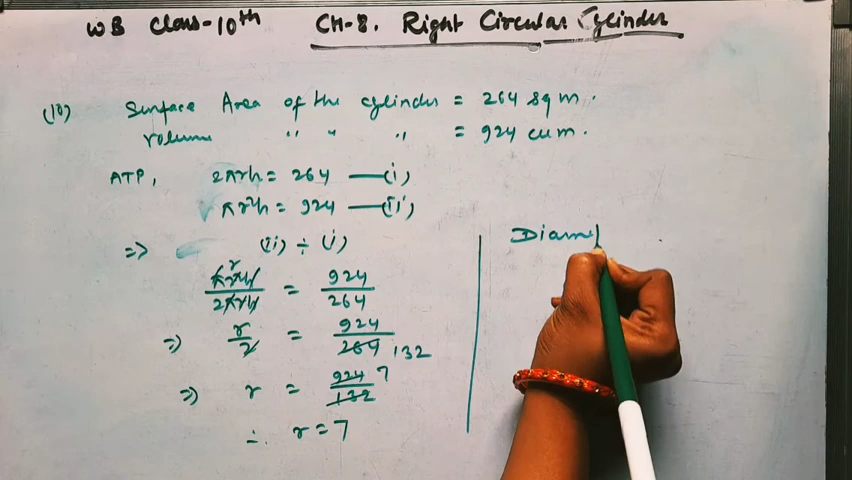 WB Class-10th CH-8. Right Circular Cylinder
(10) Surface Area of the cylinder = 264 sq m.
volume " " " = 924 cu m.
ATP, 2πrh = 264 —(i)
πr²h = 924 —(ii)
=> (ii) ÷ (i)
πr²h/2πrh = 924/264
=> r/2 = 924/264 132
=> r = 924/132 7
∴ r = 7
Diam